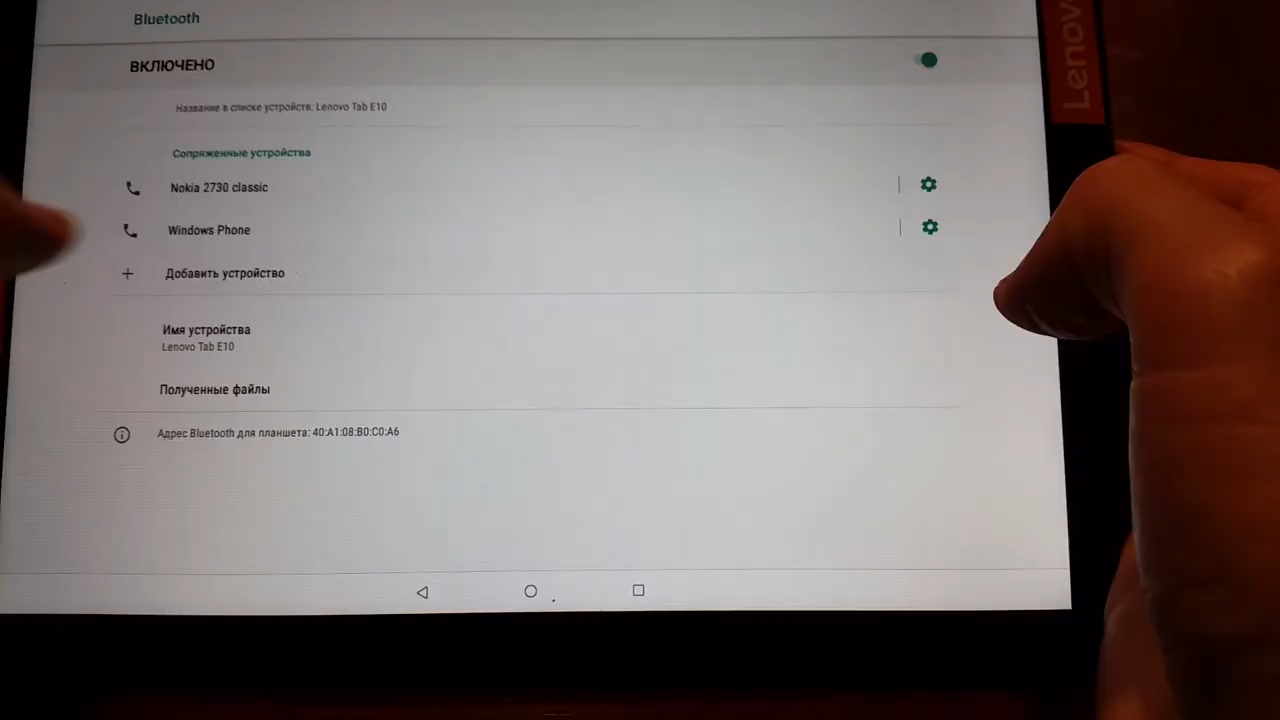 Bluetooth
ВКЛЮЧЕНО
Название в списке устройств: Lenovo Tab E10
Сопряженные устройства
Nokia 2730 classic
Windows Phone
Добавить устройство
Имя устройства
Lenovo Tab E10
Полученные файлы
Адрес Bluetooth для планшета: 40:A1:08:B0:C0:A6
Lenov